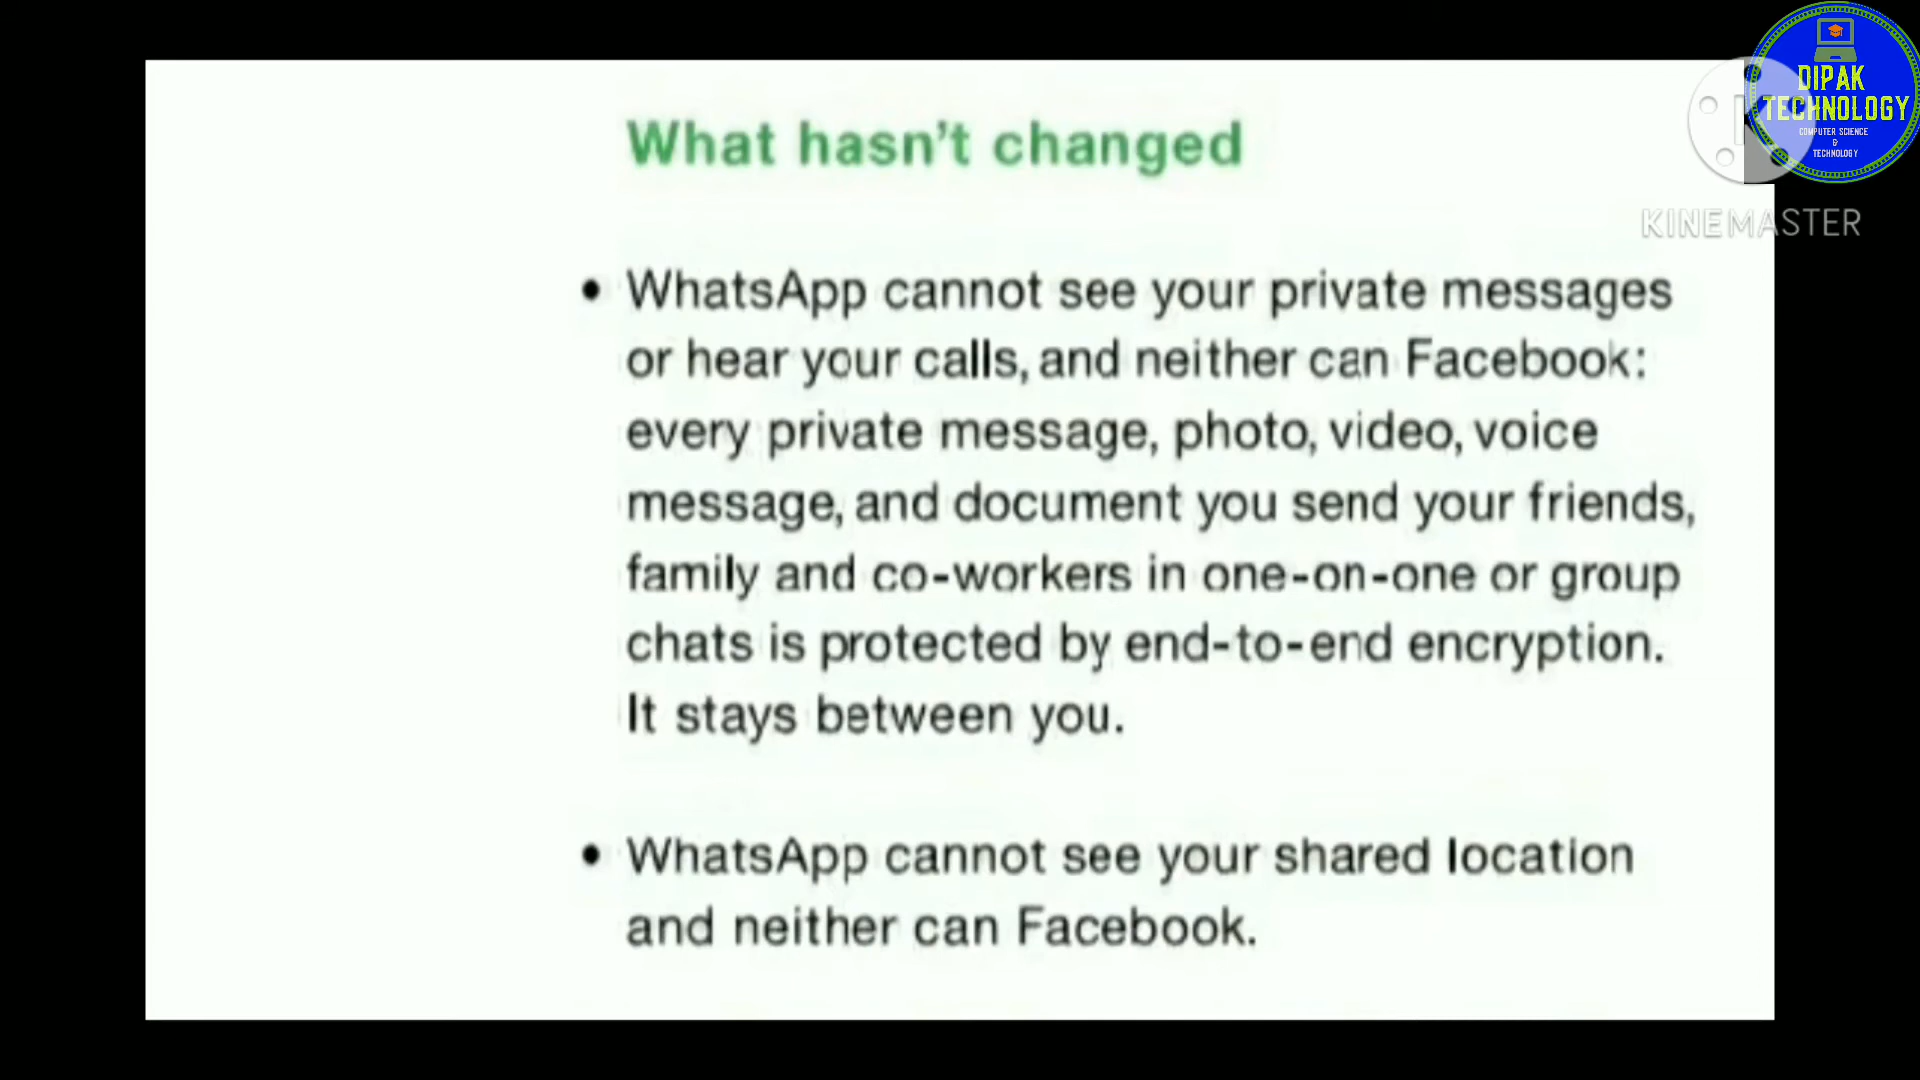 What hasn't changed
• WhatsApp cannot see your private messages
or hear your calls, and neither can Facebook:
every private message, photo, video, voice
message, and document you send your friends,
family and co-workers in one-on-one or group
chats is protected by end-to-end encryption.
It stays between you.
• WhatsApp cannot see your shared location
and neither can Facebook.
DIPAK
TECHNOLOGY
COMPUTER SCIENCE
&
TECHNOLOGY
KINEMASTER